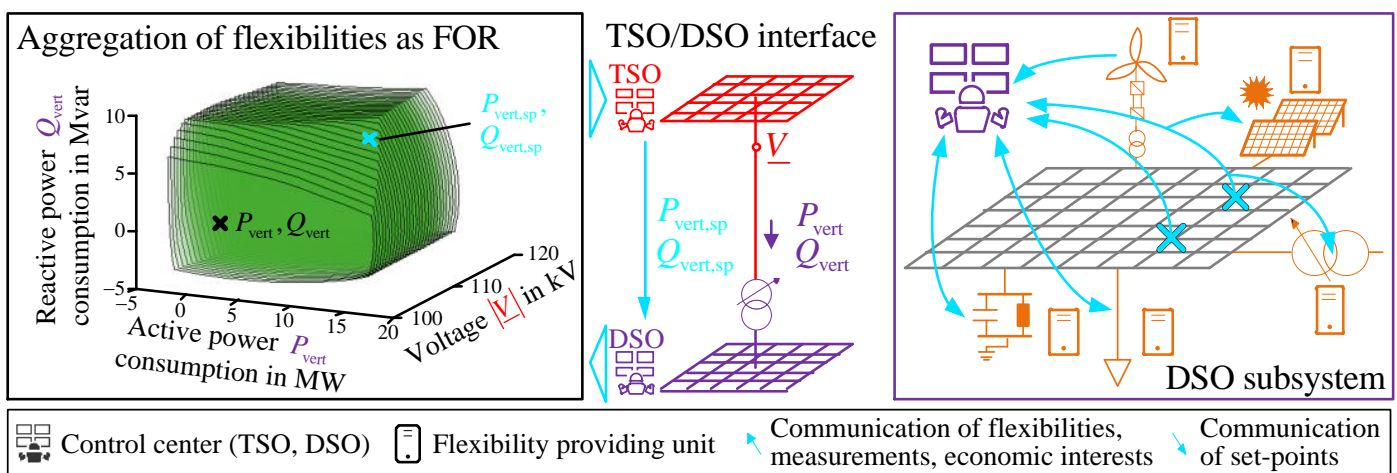 Aggregation of flexibilities as FOR
Reactive power Q_vert
consumption in Mvar
10
5
0
−5
P_vert,sp,
Q_vert,sp
P_vert, Q_vert
−5
0
5
10
15
20
Active power P_vert
consumption in MW
100
110
120
Voltage |V| in kV
TSO/DSO interface
TSO
V
P_vert,sp
Q_vert,sp
P_vert
Q_vert
DSO
DSO subsystem
Control center (TSO, DSO)
Flexibility providing unit
Communication of flexibilities,
measurements, economic interests
Communication
of set-points